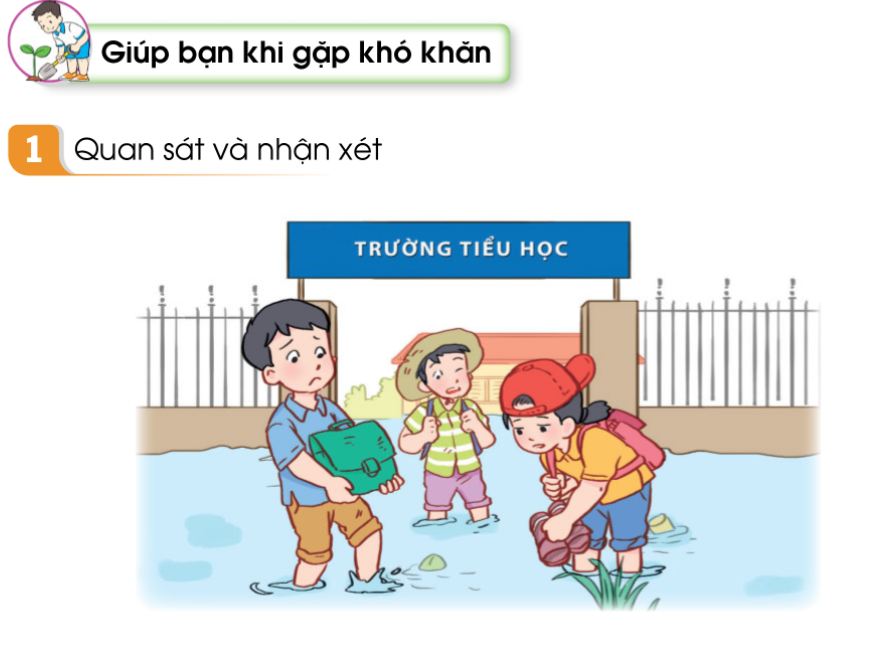 Giúp bạn khi gặp khó khăn
1 Quan sát và nhận xét
TRƯỜNG TIỂU HỌC